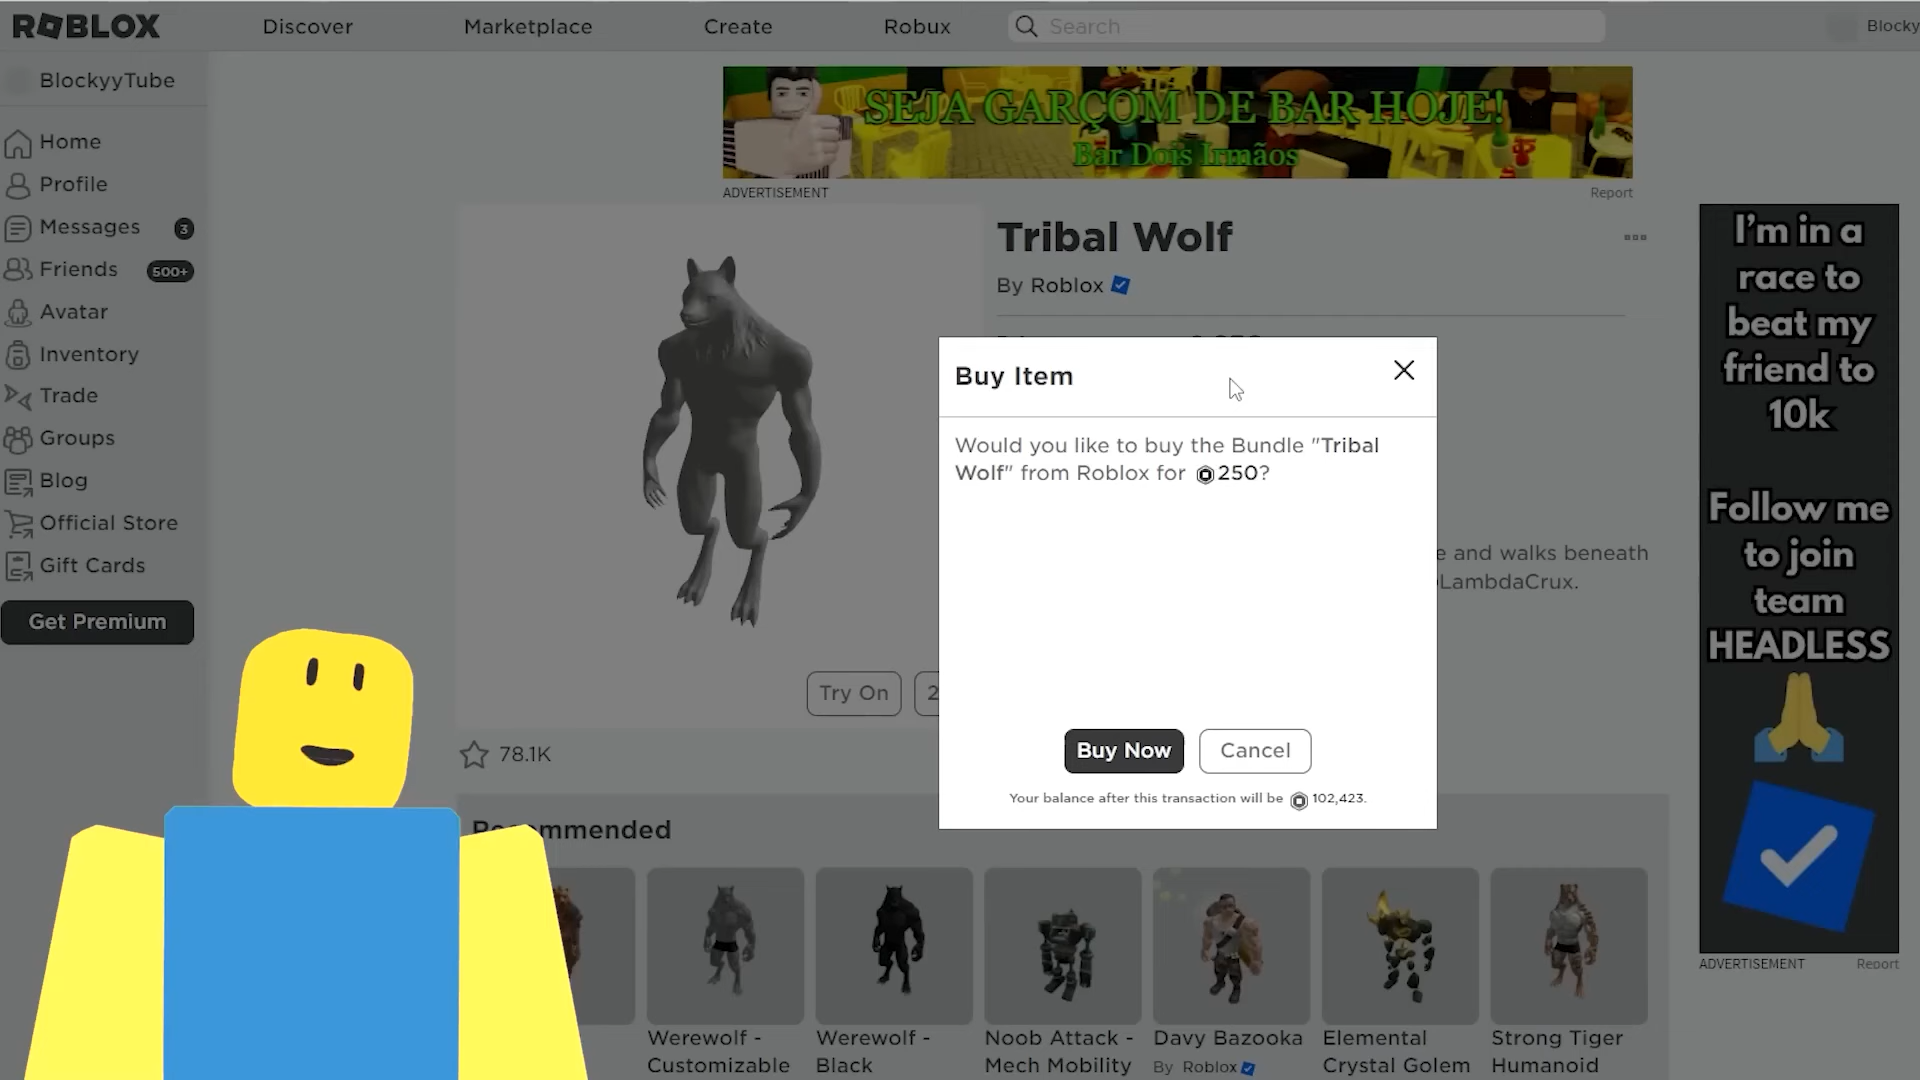 ROBLOX
Discover
Marketplace
Create
Robux
Search
Blocky
BlockyyTube
Home
Profile
Messages
3
Friends
500+
Avatar
Inventory
Trade
Groups
Blog
Official Store
Gift Cards
Get Premium
SEJA GARÇOM DE BAR HOJE!
Bar Dois Irmãos
ADVERTISEMENT
Report
Tribal Wolf
By Roblox
Buy Item
Would you like to buy the Bundle "Tribal
Wolf" from Roblox for 250?
Buy Now
Cancel
Your balance after this transaction will be 102,423.
e and walks beneath
LambdaCrux.
Try On
2
78.1K
I'm in a
race to
beat my
friend to
10k
Follow me
to join
team
HEADLESS
ADVERTISEMENT
Report
Recommended
Werewolf -
Customizable
Werewolf -
Black
Noob Attack -
Mech Mobility
Davy Bazooka
By Roblox
Elemental
Crystal Golem
Strong Tiger
Humanoid